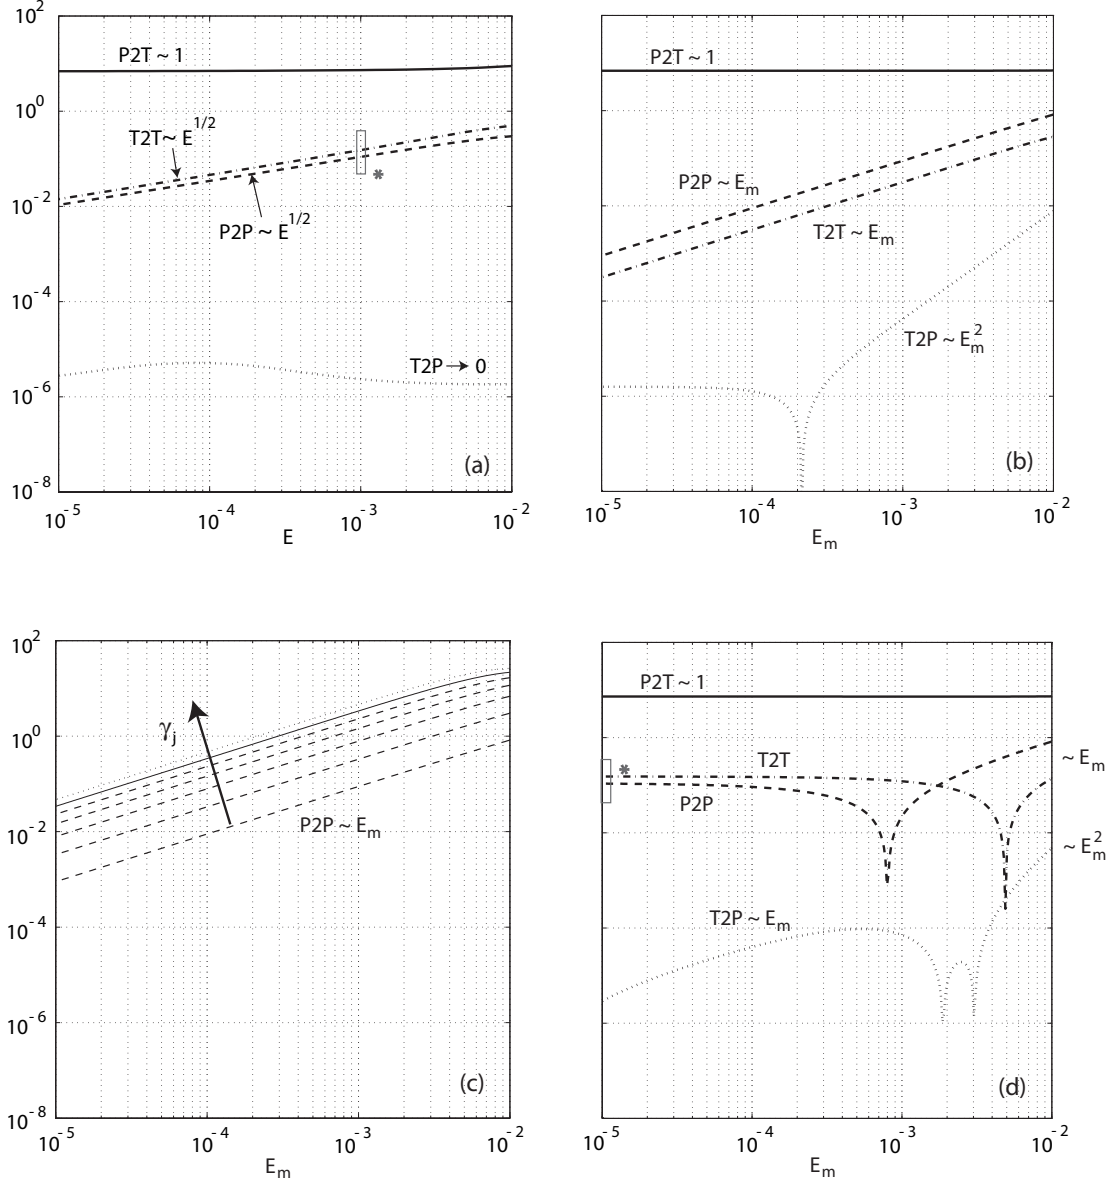 10^2
P2T ~ 1
10^0
T2T ~ E^1/2
*
10^-2
P2P ~ E^1/2
10^-4
T2P → 0
10^-6
(a)
10^-8
10^-5 10^-4 10^-3 10^-2
E
P2T ~ 1
P2P ~ E_m
T2T ~ E_m
T2P ~ E_m^2
(b)
10^-5 10^-4 10^-3 10^-2
E_m
10^2
γ_j
10^0
P2P ~ E_m
10^-2
10^-4
10^-6
(c)
10^-8
10^-5 10^-4 10^-3 10^-2
E_m
P2T ~ 1
*
T2T
~ E_m
P2P
~ E_m^2
T2P ~ E_m
(d)
10^-5 10^-4 10^-3 10^-2
E_m